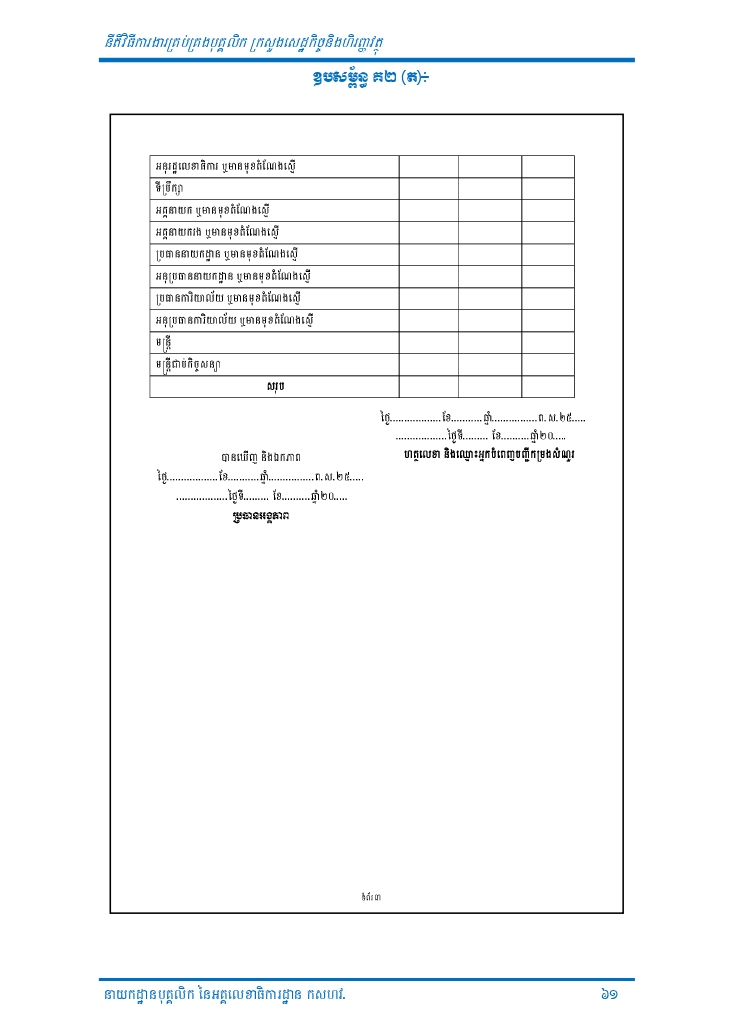 នីតិវិធីការងារគ្រប់គ្រងបុគ្គលិក ក្រសួងសេដ្ឋកិច្ចនិងហិរញ្ញវត្ថុ
ឧបសម្ព័ន្ធ គ២ (ត)÷
អនុរដ្ឋលេខាធិការ ឬមានមុខតំណែងស្មើ
ទីប្រឹក្សា
អគ្គនាយក ឬមានមុខតំណែងស្មើ
អគ្គនាយករង ឬមានមុខតំណែងស្មើ
ប្រធាននាយកដ្ឋាន ឬមានមុខតំណែងស្មើ
អនុប្រធាននាយកដ្ឋាន ឬមានមុខតំណែងស្មើ
ប្រធានការិយាល័យ ឬមានមុខតំណែងស្មើ
អនុប្រធានការិយាល័យ ឬមានមុខតំណែងស្មើ
មន្ត្រី
មន្ត្រីជាប់កិច្ចសន្យា
សរុប
ថ្ងៃ..................ខែ...........ឆ្នាំ................ព.ស.២៥.....
..................ថ្ងៃទី......... ខែ..........ឆ្នាំ២០.....
ហត្ថលេខា និងឈ្មោះអ្នកបំពេញបញ្ជីកម្រងសំណួរ
បានឃើញ និងឯកភាព
ថ្ងៃ..................ខែ...........ឆ្នាំ................ព.ស.២៥.....
..................ថ្ងៃទី......... ខែ..........ឆ្នាំ២០.....
ប្រធានអង្គភាព
ទំព័រ ៣
នាយកដ្ឋានបុគ្គលិក នៃអគ្គលេខាធិការដ្ឋាន កសហវ. ៦១